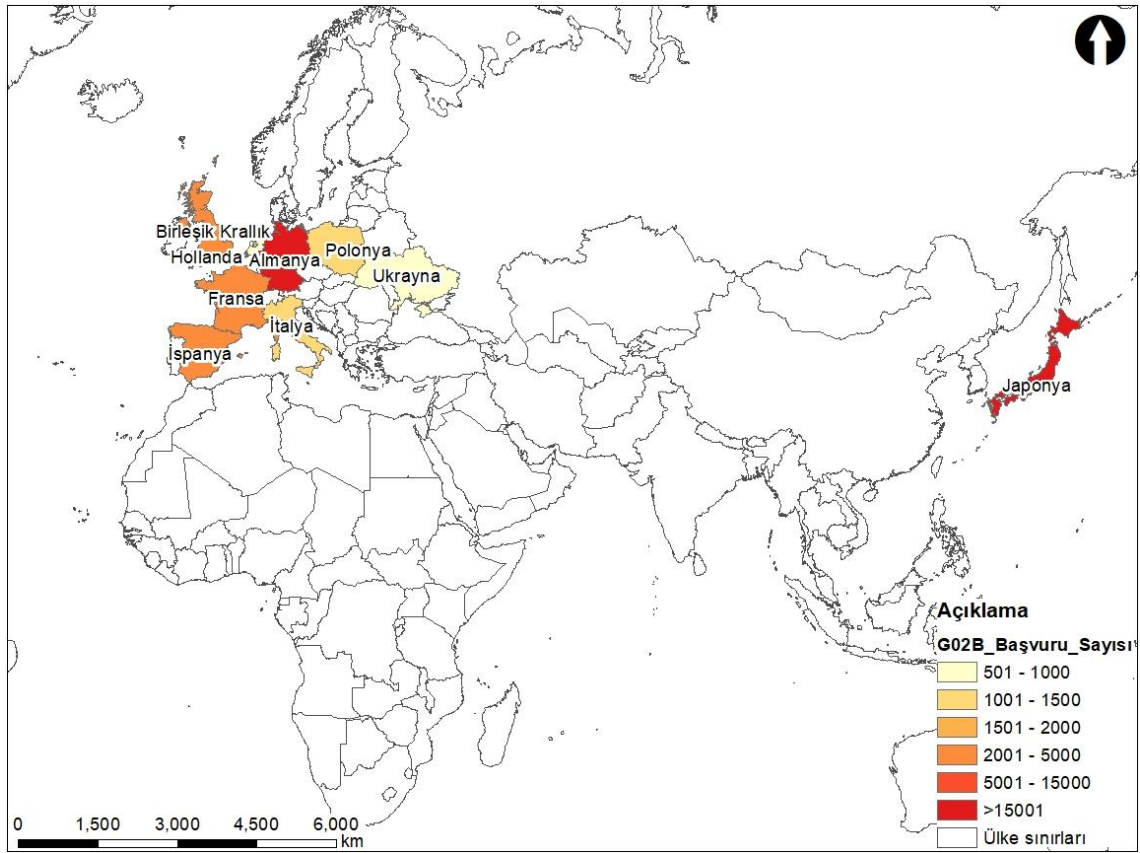 Birleşik Krallık
Hollanda
Almanya
Polonya
Ukrayna
Fransa
İtalya
İspanya
Japonya
Açıklama
G02B_Başvuru_Sayısı
501 - 1000
1001 - 1500
1501 - 2000
2001 - 5000
5001 - 15000
>15001
Ülke sınırları
0 1,500 3,000 4,500 6,000
km